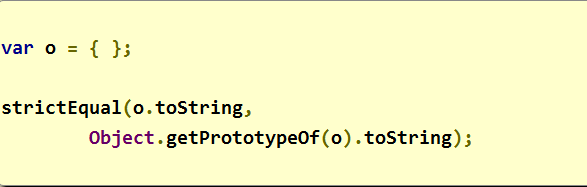 var o = { };
strictEqual(o.toString,
Object.getPrototypeOf(o).toString);